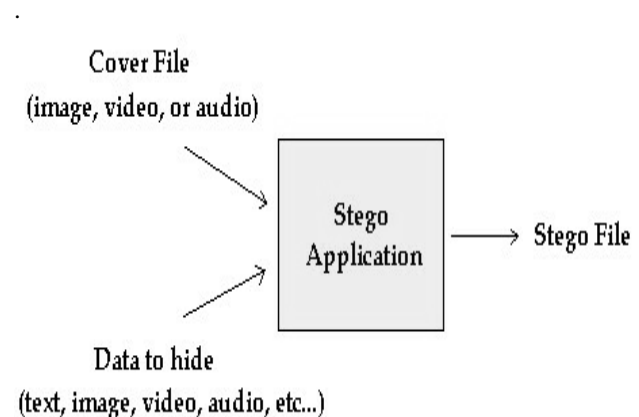 .
Cover File
(image, video, or audio)
Stego
Application
Stego File
Data to hide
(text, image, video, audio, etc...)